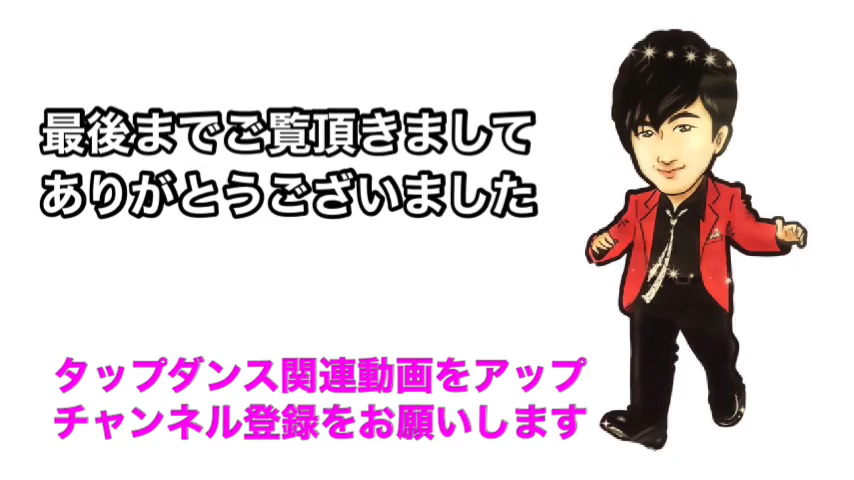 最後までご覧頂きまして
ありがとうございました
タップダンス関連動画をアップ
チャンネル登録をお願いします